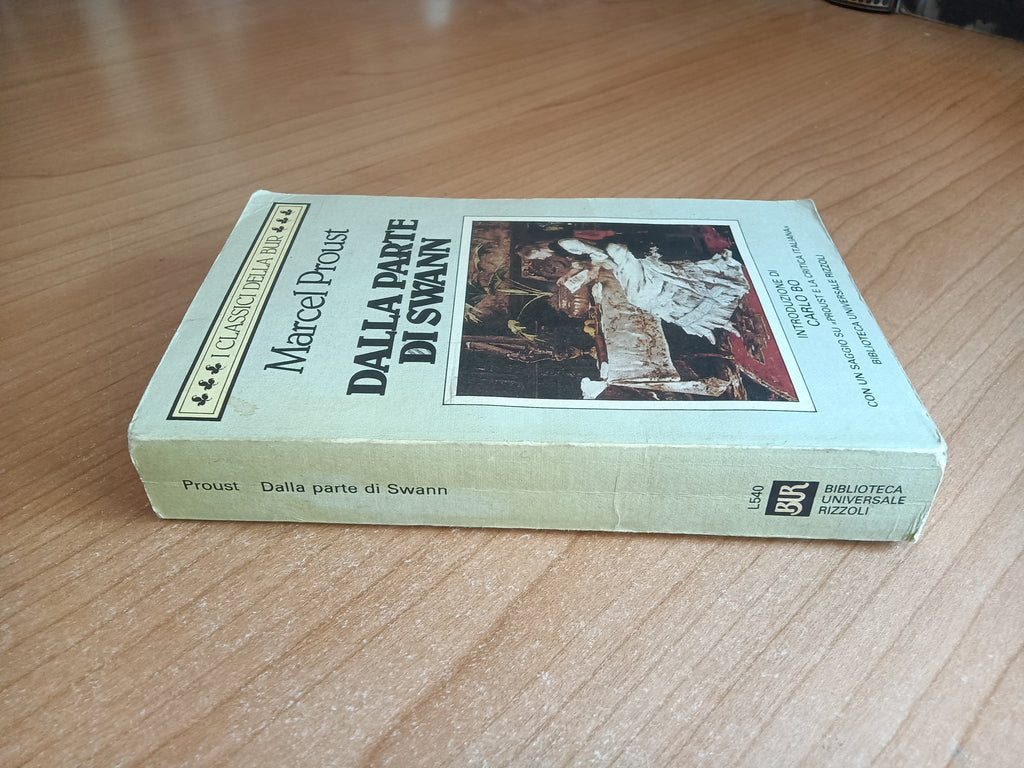 I CLASSICI DELLA BUR
Marcel Proust
DALLA PARTE
DI SWANN
INTRODUZIONE DI
CARLO BO
CON UN SAGGIO SU «PROUST E LA CRITICA ITALIANA»
BIBLIOTECA UNIVERSALE RIZZOLI
Proust Dalla parte di Swann
L540
BUR
BIBLIOTECA
UNIVERSALE
RIZZOLI